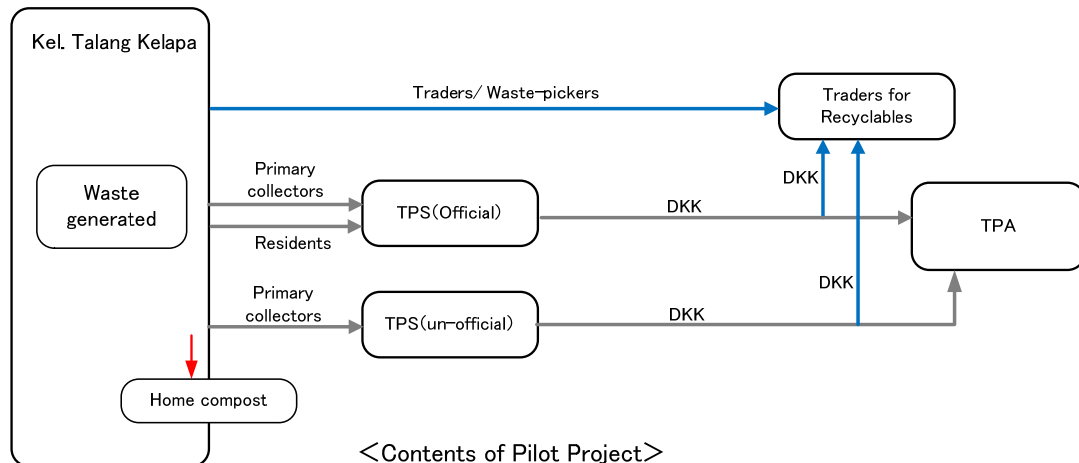 Kel. Talang Kelapa
Traders/ Waste-pickers
Traders for
Recyclables
Waste
generated
Primary
collectors
Residents
TPS(Official)
DKK
DKK
TPA
Primary
collectors
TPS(un-official)
DKK
DKK
Home compost
<Contents of Pilot Project>